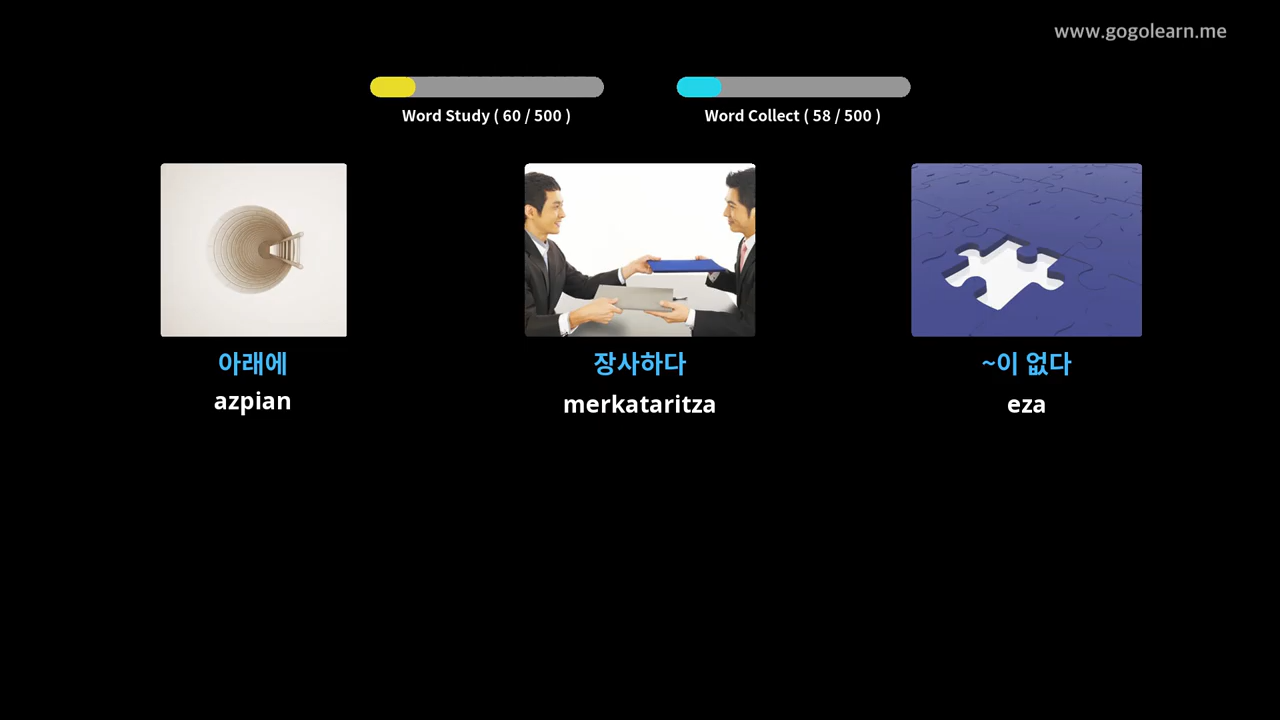 www.gogolearn.me
Word Study ( 60 / 500 )
Word Collect ( 58 / 500 )
아래에
장사하다
~이 없다
azpian
merkataritza
eza